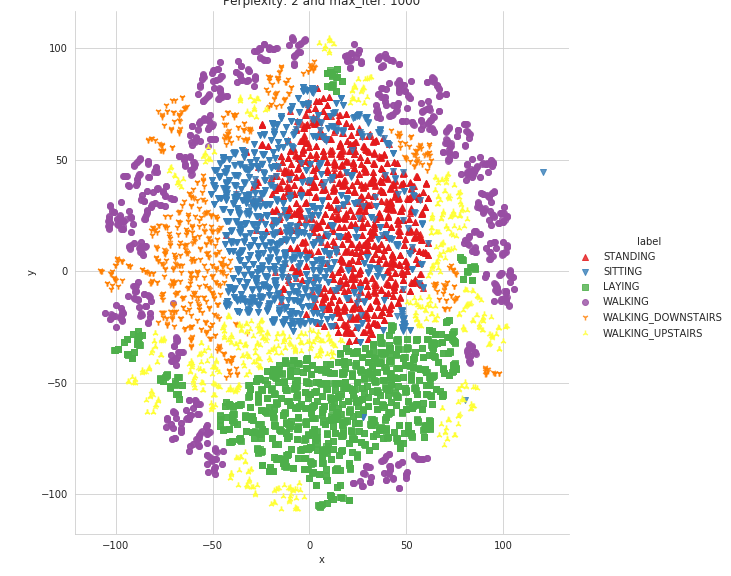 Perplexity: 2 and max_iter: 1000
100
50
0
−50
−100
y
−100
−50
0
50
100
x
label
STANDING
SITTING
LAYING
WALKING
WALKING_DOWNSTAIRS
WALKING_UPSTAIRS